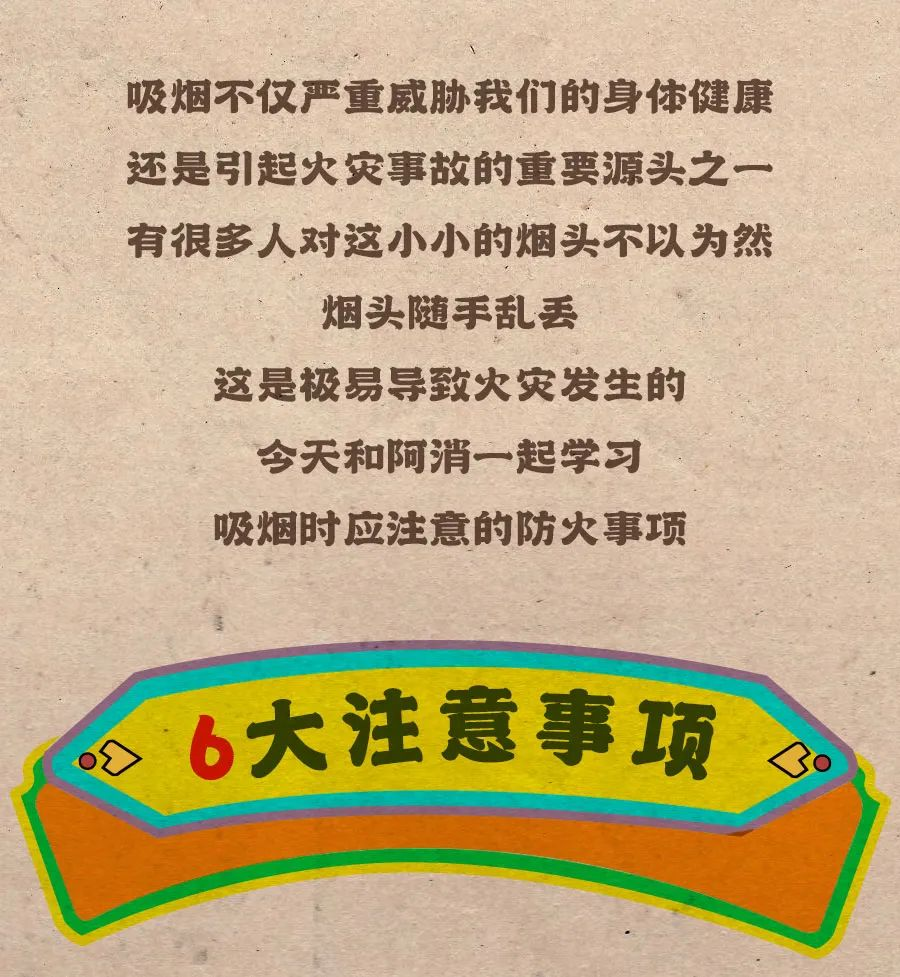 吸烟不仅严重威胁我们的身体健康
还是引起火灾事故的重要源头之一
有很多人对这小小的烟头不以为然
烟头随手乱丢
这是极易导致火灾发生的
今天和阿消一起学习
吸烟时应注意的防火事项
6大注意事项